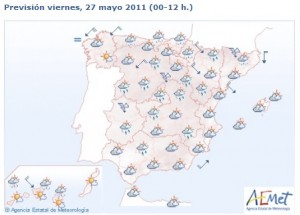 Previsión viernes, 27 mayo 2011 (00-12 h.)
AEMet
Agencia Estatal de Meteorología
© Agencia Estatal de Meteorología